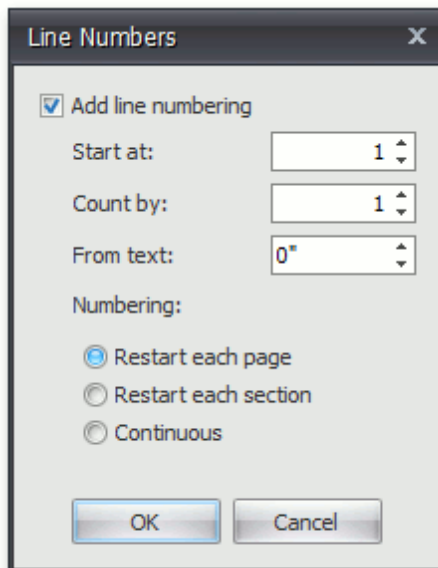 Line Numbers x
Add line numbering
Start at: 1
Count by: 1
From text: 0"
Numbering:
Restart each page
Restart each section
Continuous
OK Cancel